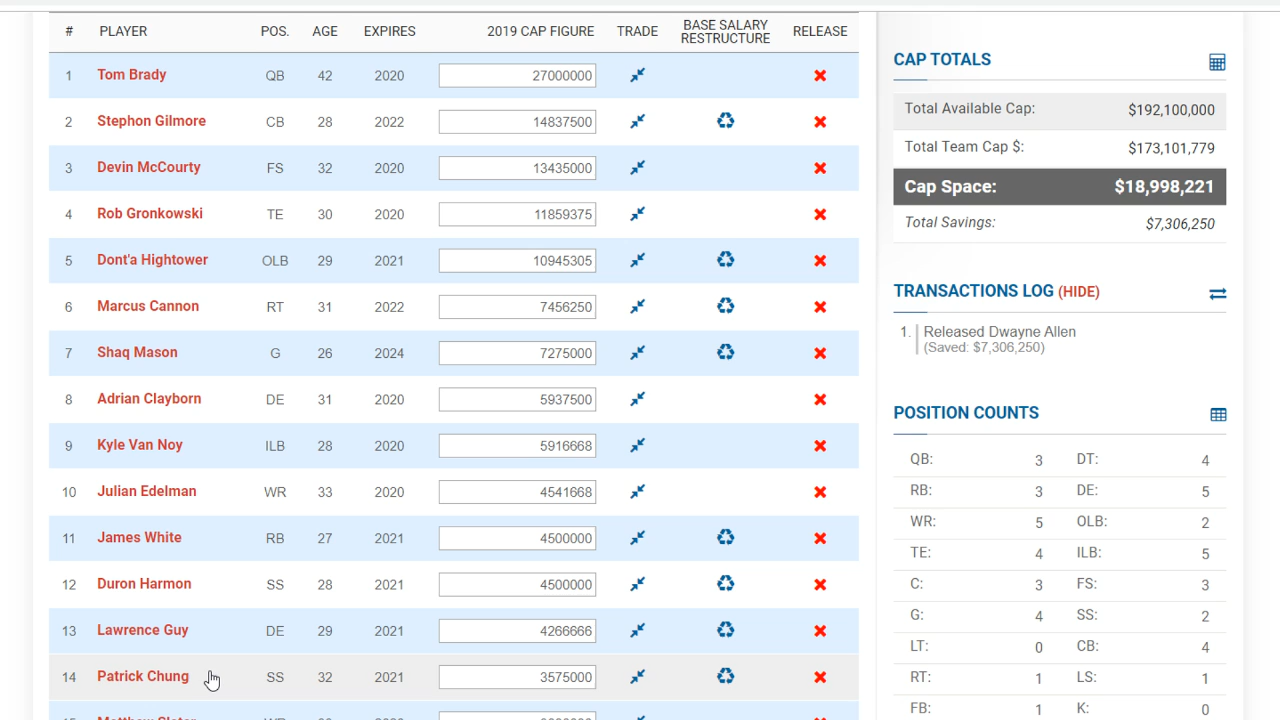 # PLAYER POS. AGE EXPIRES 2019 CAP FIGURE TRADE BASE SALARY RESTRUCTURE RELEASE
1 Tom Brady QB 42 2020 27000000
2 Stephon Gilmore CB 28 2022 14837500
3 Devin McCourty FS 32 2020 13435000
4 Rob Gronkowski TE 30 2020 11859375
5 Dont'a Hightower OLB 29 2021 10945305
6 Marcus Cannon RT 31 2022 7456250
7 Shaq Mason G 26 2024 7275000
8 Adrian Clayborn DE 31 2020 5937500
9 Kyle Van Noy ILB 28 2020 5916668
10 Julian Edelman WR 33 2020 4541668
11 James White RB 27 2021 4500000
12 Duron Harmon SS 28 2021 4500000
13 Lawrence Guy DE 29 2021 4266666
14 Patrick Chung SS 32 2021 3575000
CAP TOTALS
Total Available Cap: $192,100,000
Total Team Cap $: $173,101,779
Cap Space: $18,998,221
Total Savings: $7,306,250
TRANSACTIONS LOG (HIDE)
1. Released Dwayne Allen
(Saved: $7,306,250)
POSITION COUNTS
QB: 3 DT: 4
RB: 3 DE: 5
WR: 5 OLB: 2
TE: 4 ILB: 5
C: 3 FS: 3
G: 4 SS: 2
LT: 0 CB: 4
RT: 1 LS: 1
FB: 1 K: 0